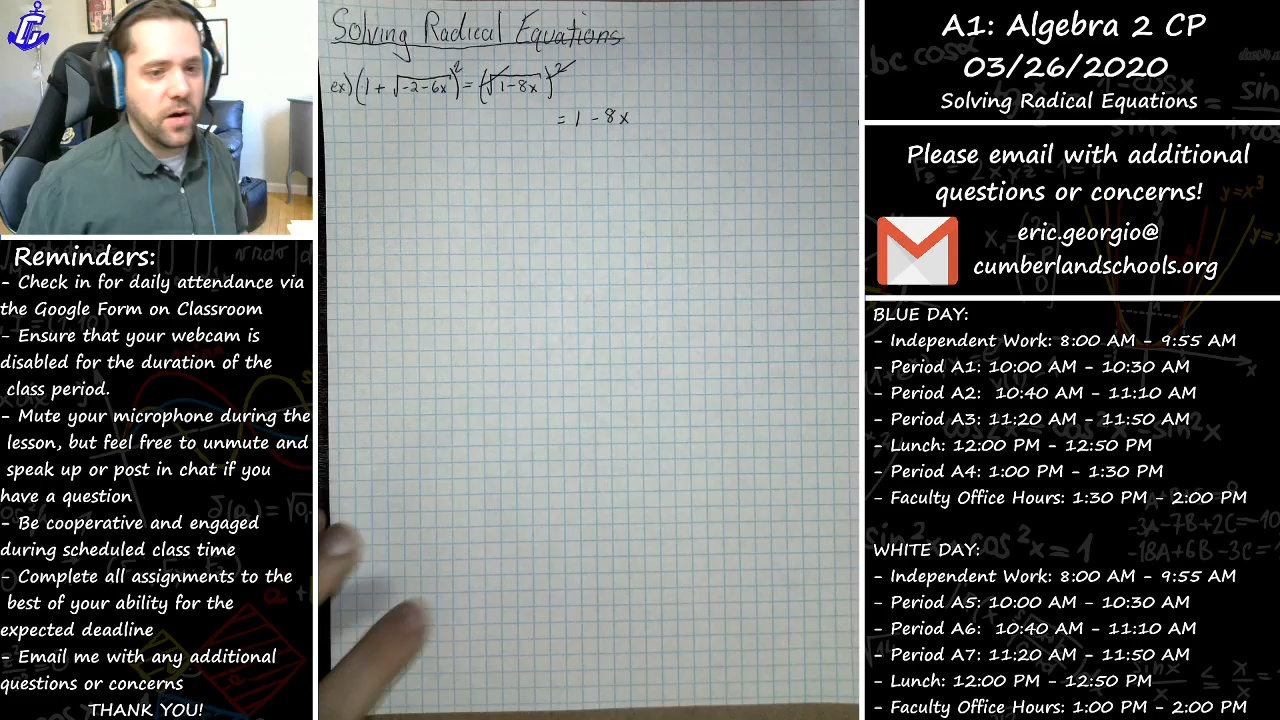 G
Solving Radical Equations
ex) (1 + √-2-6x)² = (√1-8x)²
= 1 - 8x
Reminders:
- Check in for daily attendance via
the Google Form on Classroom
- Ensure that your webcam is
disabled for the duration of the
class period.
- Mute your microphone during the
lesson, but feel free to unmute and
speak up or post in chat if you
have a question
- Be cooperative and engaged
during scheduled class time
- Complete all assignments to the
best of your ability for the
expected deadline
- Email me with any additional
questions or concerns
THANK YOU!
A1: Algebra 2 CP
03/26/2020
Solving Radical Equations
Please email with additional
questions or concerns!
eric.georgio@
cumberlandschools.org
BLUE DAY:
- Independent Work: 8:00 AM - 9:55 AM
- Period A1: 10:00 AM - 10:30 AM
- Period A2: 10:40 AM - 11:10 AM
- Period A3: 11:20 AM - 11:50 AM
- Lunch: 12:00 PM - 12:50 PM
- Period A4: 1:00 PM - 1:30 PM
- Faculty Office Hours: 1:30 PM - 2:00 PM
WHITE DAY:
- Independent Work: 8:00 AM - 9:55 AM
- Period A5: 10:00 AM - 10:30 AM
- Period A6: 10:40 AM - 11:10 AM
- Period A7: 11:20 AM - 11:50 AM
- Lunch: 12:00 PM - 12:50 PM
- Faculty Office Hours: 1:00 PM - 2:00 PM